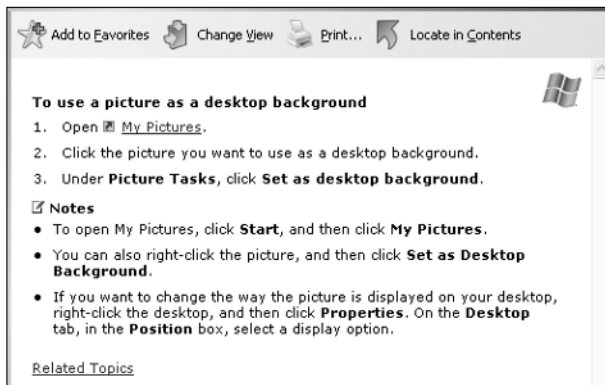 Add to Favorites Change View Print... Locate in Contents
To use a picture as a desktop background
1. Open My Pictures.
2. Click the picture you want to use as a desktop background.
3. Under Picture Tasks, click Set as desktop background.
Notes
• To open My Pictures, click Start, and then click My Pictures.
• You can also right-click the picture, and then click Set as Desktop
Background.
• If you want to change the way the picture is displayed on your desktop,
right-click the desktop, and then click Properties. On the Desktop
tab, in the Position box, select a display option.
Related Topics